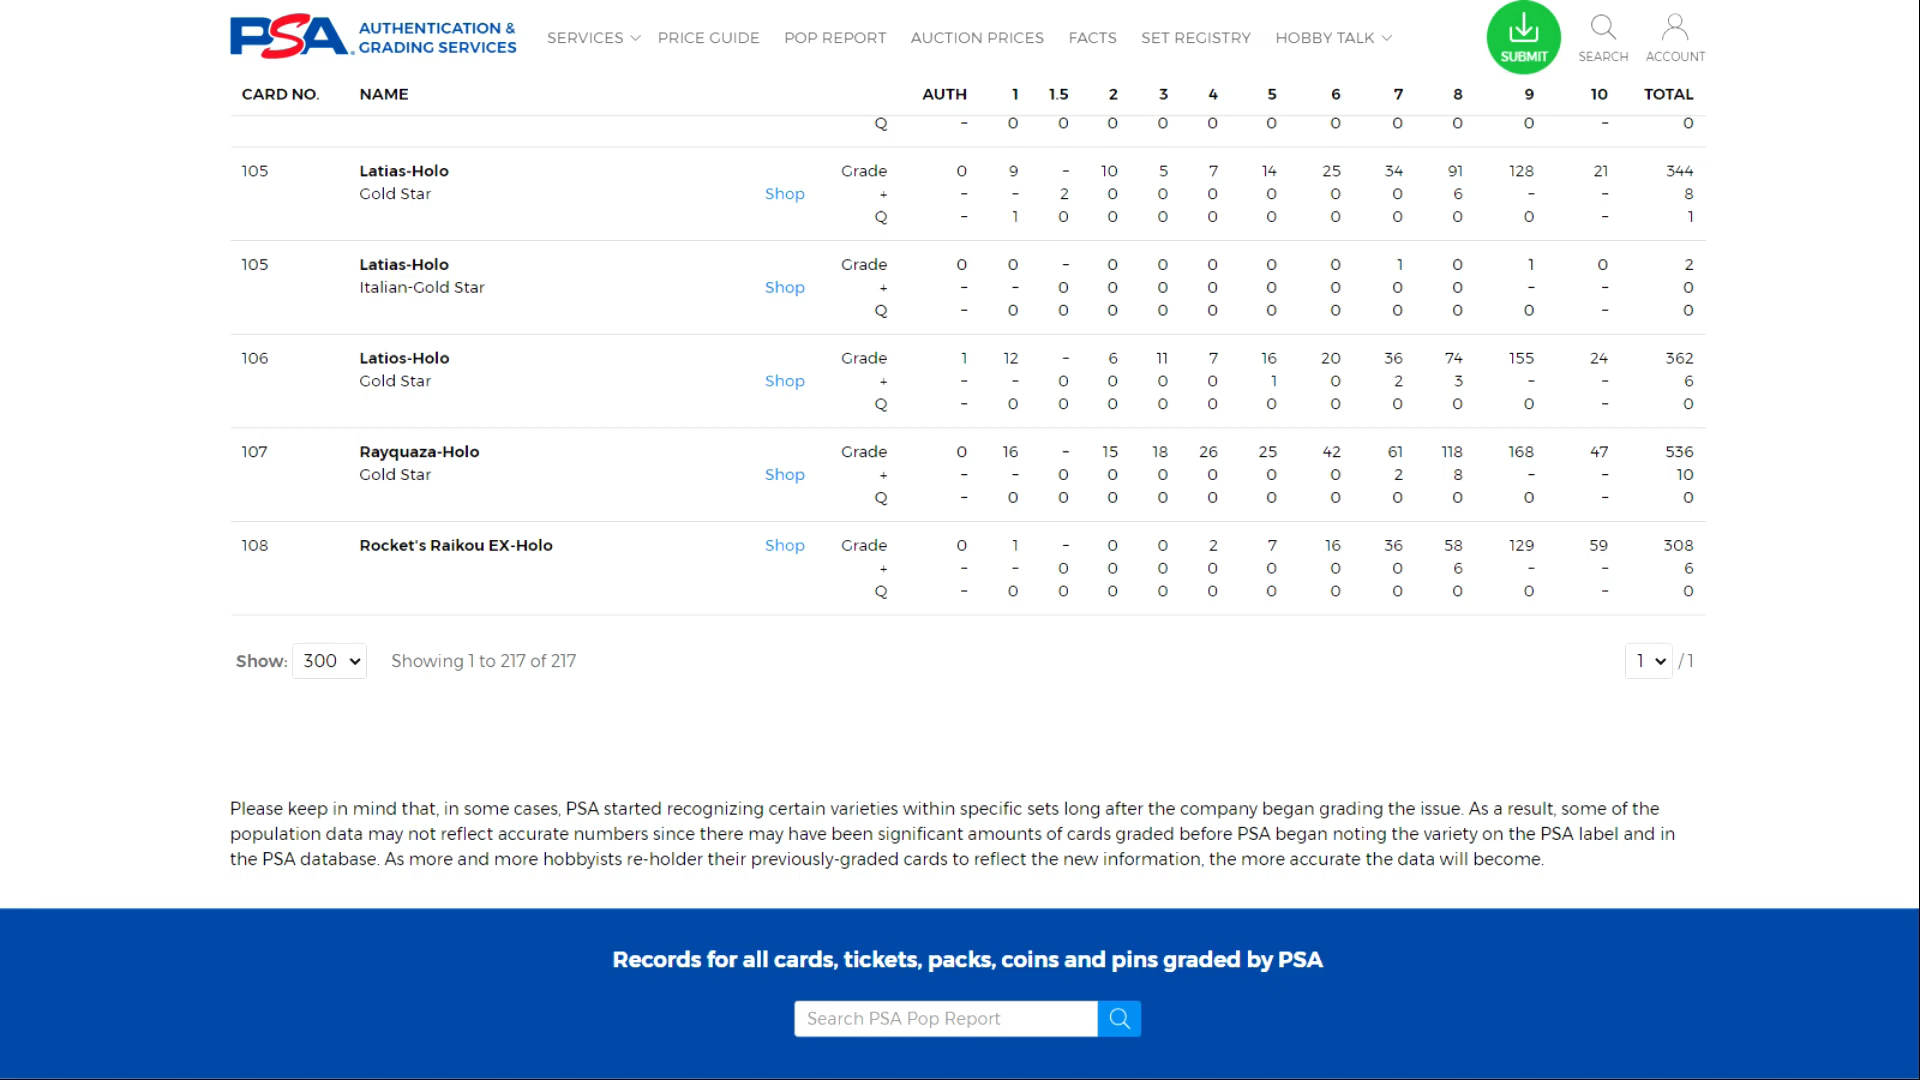 PSA AUTHENTICATION & GRADING SERVICES SERVICES PRICE GUIDE POP REPORT AUCTION PRICES FACTS SET REGISTRY HOBBY TALK SUBMIT SEARCH ACCOUNT
CARD NO. NAME AUTH 1 1.5 2 3 4 5 6 7 8 9 10 TOTAL
Q - 0 0 0 0 0 0 0 0 0 0 - 0
105 Latias-Holo Grade 0 9 - 10 5 7 14 25 34 91 128 21 344
Gold Star Shop + - - 2 0 0 0 0 0 0 6 - - 8
Q - 1 0 0 0 0 0 0 0 0 0 - 1
105 Latias-Holo Grade 0 0 - 0 0 0 0 0 1 0 1 0 2
Italian-Gold Star Shop + - - 0 0 0 0 0 0 0 0 - - 0
Q - 0 0 0 0 0 0 0 0 0 0 - 0
106 Latios-Holo Grade 1 12 - 6 11 7 16 20 36 74 155 24 362
Gold Star Shop + - - 0 0 0 0 1 0 2 3 - - 6
Q - 0 0 0 0 0 0 0 0 0 0 - 0
107 Rayquaza-Holo Grade 0 16 - 15 18 26 25 42 61 118 168 47 536
Gold Star Shop + - - 0 0 0 0 0 0 2 8 - - 10
Q - 0 0 0 0 0 0 0 0 0 0 - 0
108 Rocket's Raikou EX-Holo Shop Grade 0 1 - 0 0 2 7 16 36 58 129 59 308
+ - - 0 0 0 0 0 0 0 6 - - 6
Q - 0 0 0 0 0 0 0 0 0 0 - 0
Show: 300 Showing 1 to 217 of 217 1 / 1
Please keep in mind that, in some cases, PSA started recognizing certain varieties within specific sets long after the company began grading the issue. As a result, some of the
population data may not reflect accurate numbers since there may have been significant amounts of cards graded before PSA began noting the variety on the PSA label and in
the PSA database. As more and more hobbyists re-holder their previously-graded cards to reflect the new information, the more accurate the data will become.
Records for all cards, tickets, packs, coins and pins graded by PSA
Search PSA Pop Report